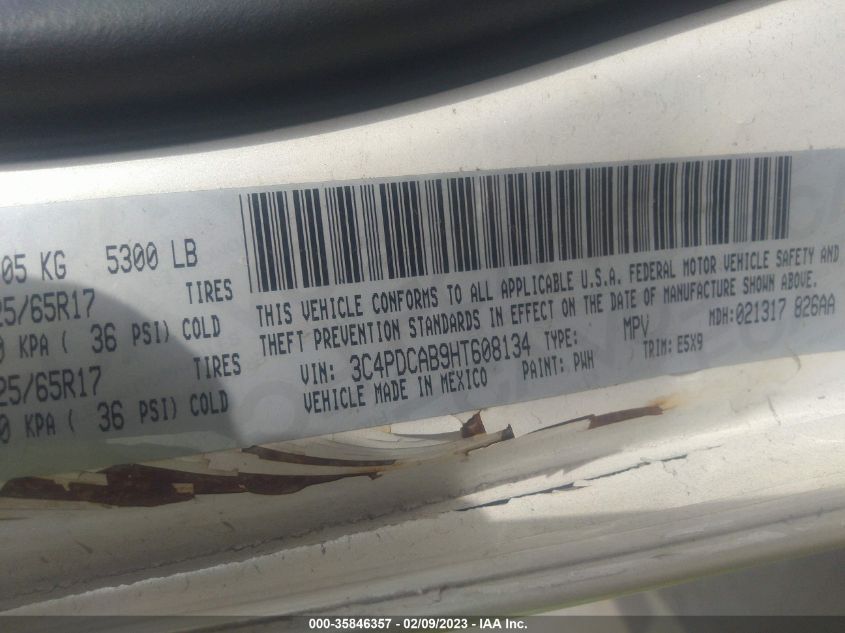 05 KG 5300 LB
25/65R17 TIRES
KPA ( 36 PSI) COLD
25/65R17 TIRES
0 KPA ( 36 PSI) COLD
THIS VEHICLE CONFORMS TO ALL APPLICABLE U.S.A. FEDERAL MOTOR VEHICLE SAFETY AND
THEFT PREVENTION STANDARDS IN EFFECT ON THE DATE OF MANUFACTURE SHOWN ABOVE.
VIN: 3C4PDCAB9HT608134 TYPE: MPV MDH:021317 826AA
VEHICLE MADE IN MEXICO PAINT: PWH TRIM: E5X9
000-35846357 - 02/09/2023 - IAA Inc.